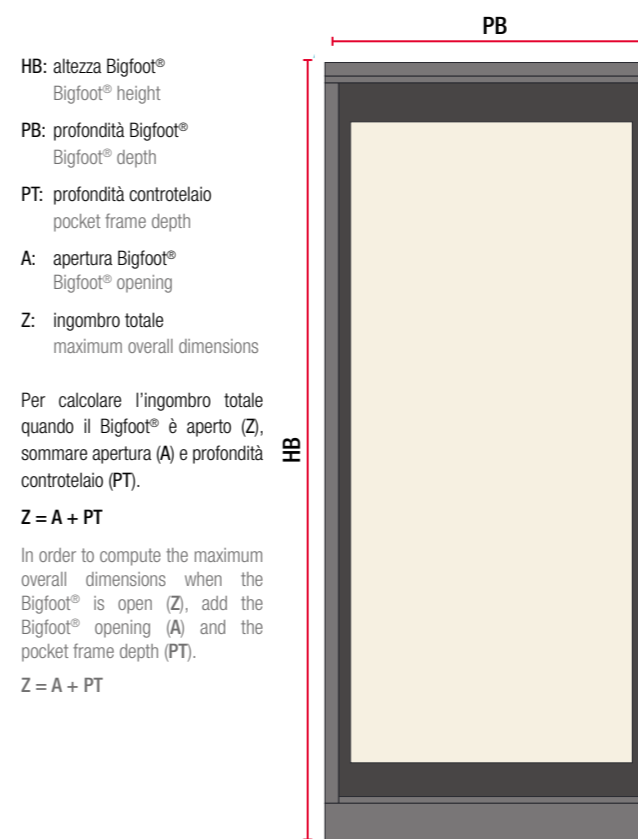 PB
HB: altezza Bigfoot®
Bigfoot® height
PB: profondità Bigfoot®
Bigfoot® depth
PT: profondità controtelaio
pocket frame depth
A: apertura Bigfoot®
Bigfoot® opening
Z: ingombro totale
maximum overall dimensions
Per calcolare l'ingombro totale
quando il Bigfoot® è aperto (Z),
sommare apertura (A) e profondità
controtelaio (PT).
Z = A + PT
In order to compute the maximum
overall dimensions when the
Bigfoot® is open (Z), add the
Bigfoot® opening (A) and the
pocket frame depth (PT).
Z = A + PT
HB